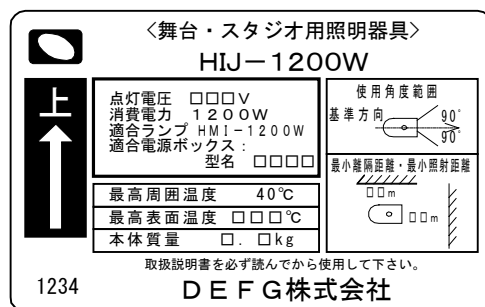 〈舞台・スタジオ用照明器具〉
HIJ－1200W
上
点灯電圧 □□□V
消費電力 1200W
適合ランプ HMI-1200W
適合電源ボックス：
型名 □□□□
最高周囲温度 40℃
最高表面温度 □□□℃
本体質量 □．□kg
使用角度範囲
基準方向
90°
90°
最小離隔距離・最小照射距離
□□m
□□m
取扱説明書を必ず読んでから使用して下さい。
1234
DEFG株式会社